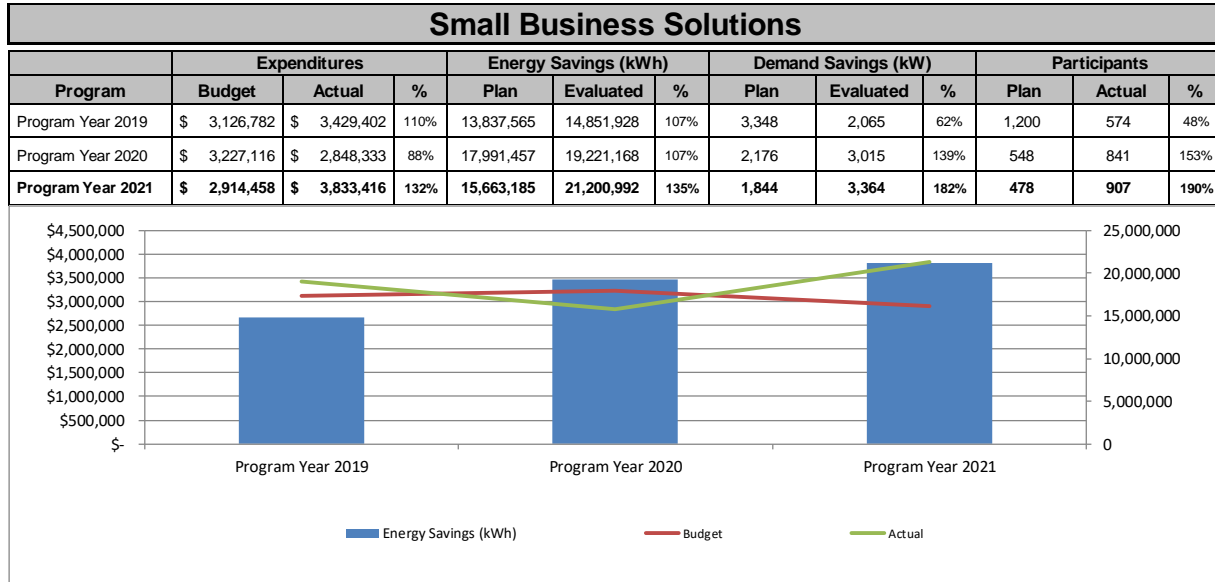 Small Business Solutions
Expenditures Energy Savings (kWh) Demand Savings (kW) Participants
Program Budget Actual % Plan Evaluated % Plan Evaluated % Plan Actual %
Program Year 2019 $ 3,126,782 $ 3,429,402 110% 13,837,565 14,851,928 107% 3,348 2,065 62% 1,200 574 48%
Program Year 2020 $ 3,227,116 $ 2,848,333 88% 17,991,457 19,221,168 107% 2,176 3,015 139% 548 841 153%
Program Year 2021 $ 2,914,458 $ 3,833,416 132% 15,663,185 21,200,992 135% 1,844 3,364 182% 478 907 190%
$4,500,000 25,000,000
$4,000,000
$3,500,000 20,000,000
$3,000,000
$2,500,000 15,000,000
$2,000,000 10,000,000
$1,500,000
$1,000,000 5,000,000
$500,000
$- 0
Program Year 2019 Program Year 2020 Program Year 2021
Energy Savings (kWh) Budget Actual